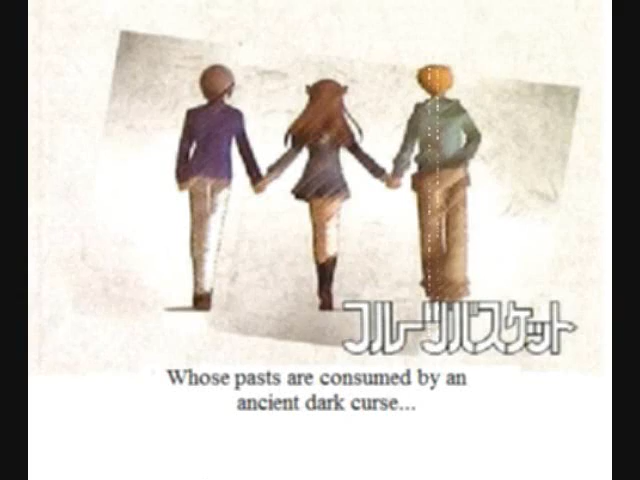 フルーツバスケット
Whose pasts are consumed by an
ancient dark curse...